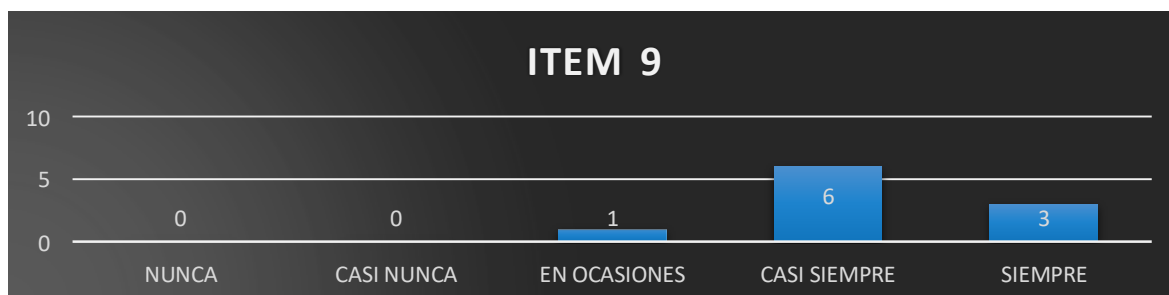 ITEM 9
10
5
0
0
0
1
6
3
NUNCA
CASI NUNCA
EN OCASIONES
CASI SIEMPRE
SIEMPRE